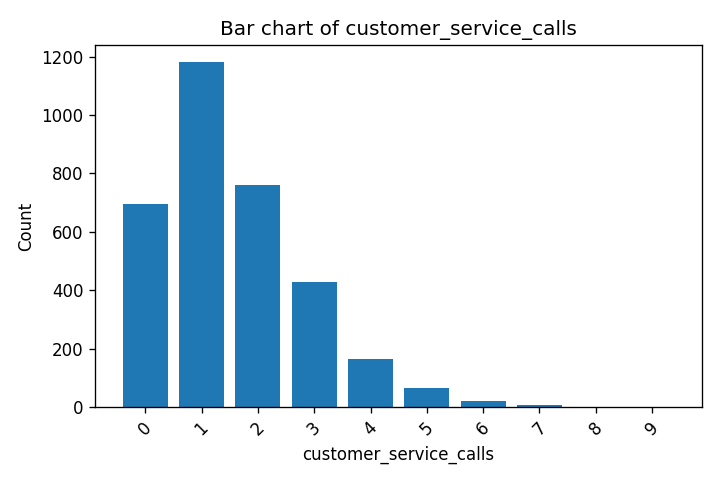 Bar chart of customer_service_calls
1200
1000
800
600
400
200
0
Count
0 1 2 3 4 5 6 7 8 9
customer_service_calls